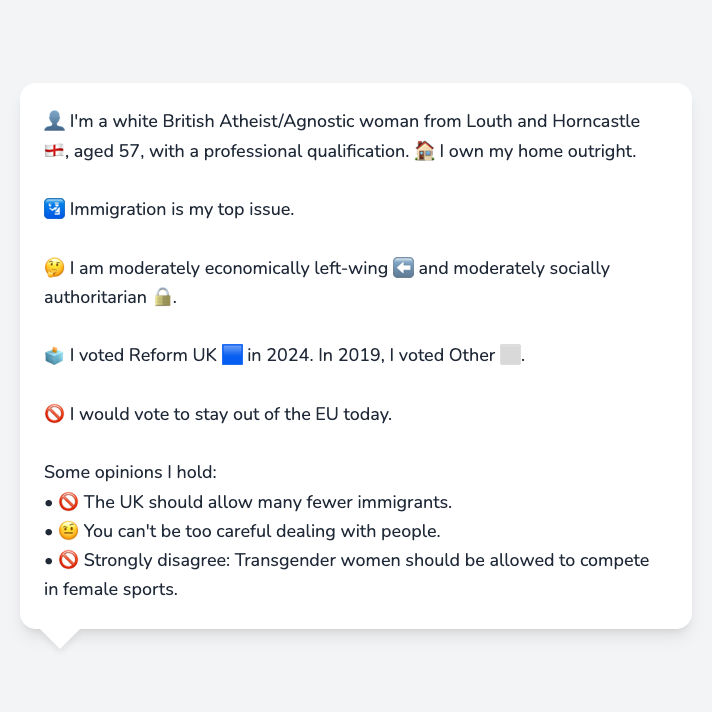 👤 I'm a white British Atheist/Agnostic woman from Louth and Horncastle
🏴󠁧󠁢󠁥󠁮󠁧󠁿, aged 57, with a professional qualification. 🏠 I own my home outright.
🛂 Immigration is my top issue.
🤔 I am moderately economically left-wing ⬅️ and moderately socially
authoritarian 🔒.
🗳️ I voted Reform UK 🟦 in 2024. In 2019, I voted Other ⬜.
🚫 I would vote to stay out of the EU today.
Some opinions I hold:
• 🚫 The UK should allow many fewer immigrants.
• 🤨 You can't be too careful dealing with people.
• 🚫 Strongly disagree: Transgender women should be allowed to compete
in female sports.